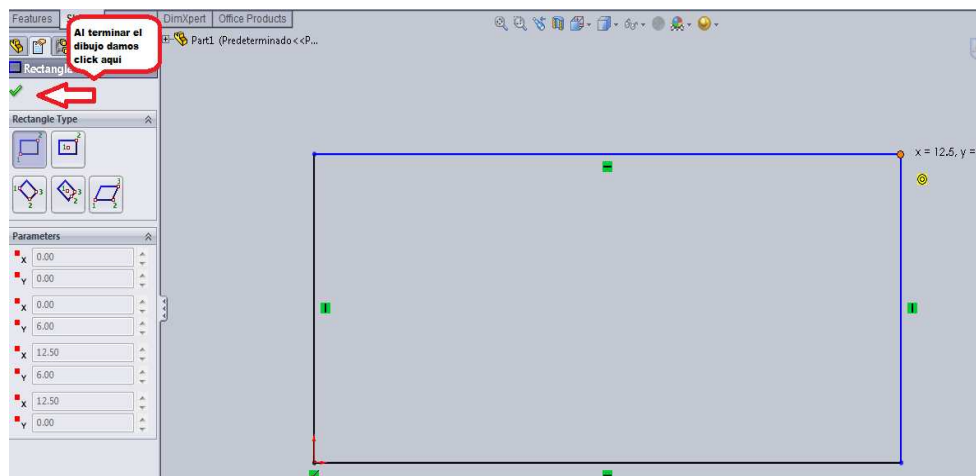 Features
DimXpert
Office Products
Al terminar el
dibujo damos
click aqui
Part1 (Predeterminado<<P...
Rectangle
Rectangle Type
Parameters
X 0.00
Y 0.00
X 0.00
Y 6.00
X 12.50
Y 6.00
X 12.50
Y 0.00
x = 12.5, y =